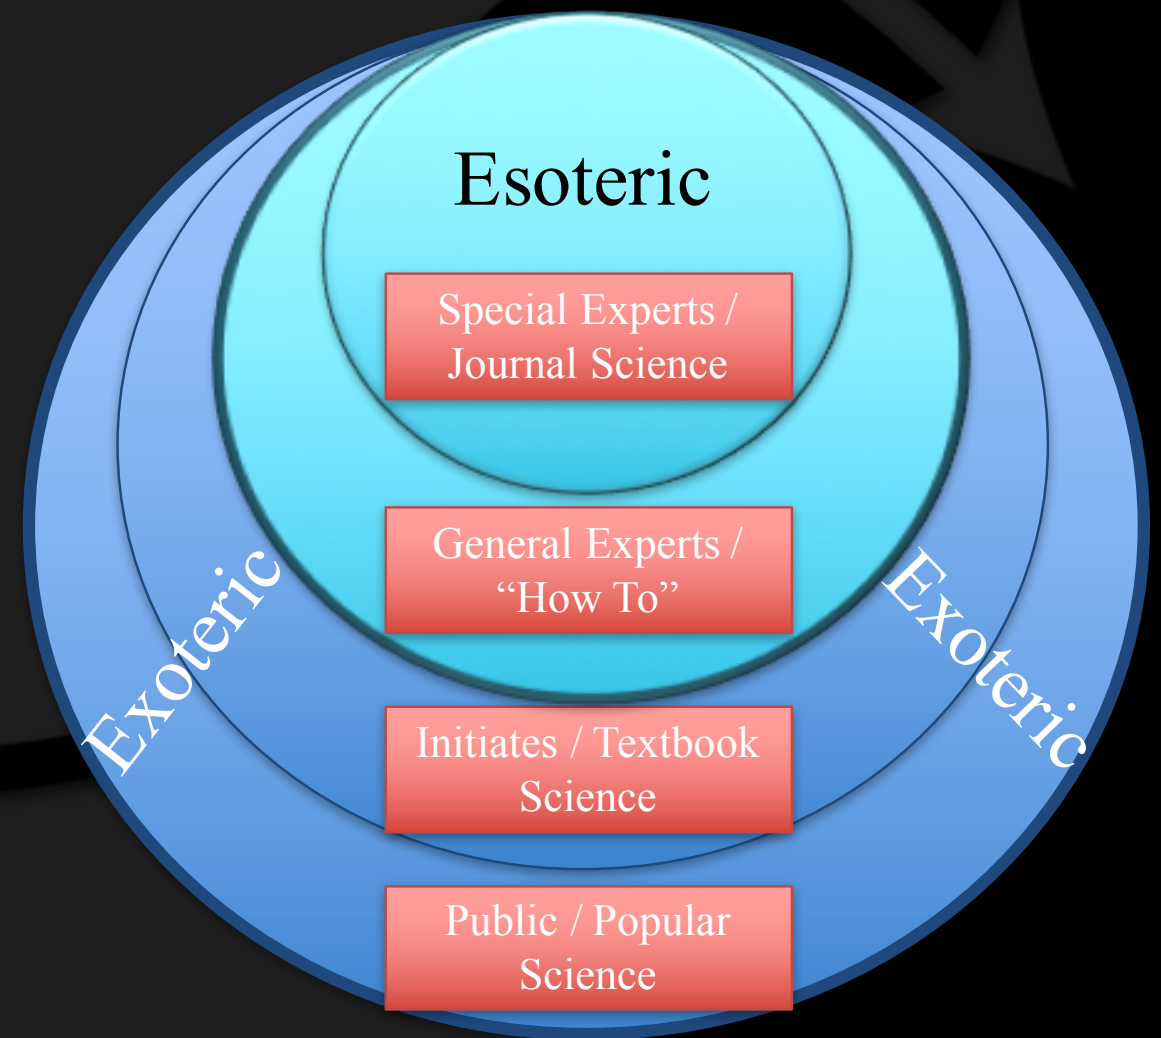 Esoteric
Special Experts /
Journal Science
General Experts /
“How To”
Exoteric
Exoteric
Initiates / Textbook
Science
Public / Popular
Science